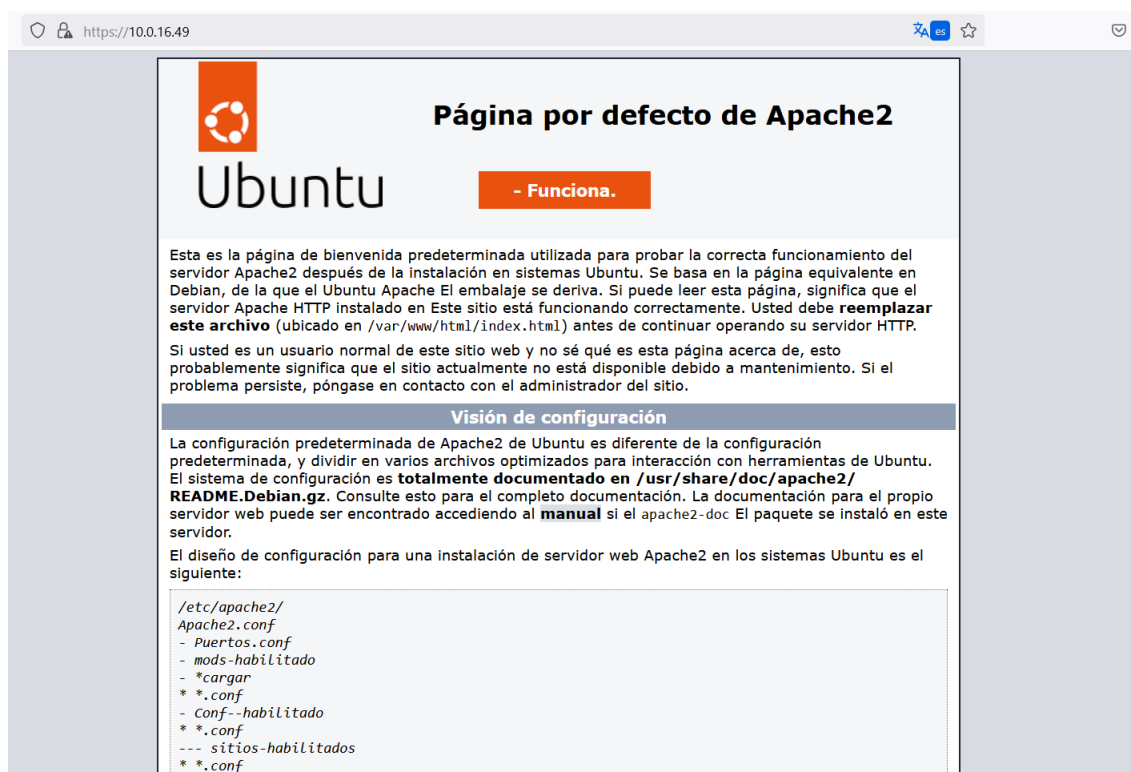 https://10.0.16.49
es
Página por defecto de Apache2
Ubuntu
- Funciona.
Esta es la página de bienvenida predeterminada utilizada para probar la correcta funcionamiento del
servidor Apache2 después de la instalación en sistemas Ubuntu. Se basa en la página equivalente en
Debian, de la que el Ubuntu Apache El embalaje se deriva. Si puede leer esta página, significa que el
servidor Apache HTTP instalado en Este sitio está funcionando correctamente. Usted debe reemplazar
este archivo (ubicado en /var/www/html/index.html) antes de continuar operando su servidor HTTP.
Si usted es un usuario normal de este sitio web y no sé qué es esta página acerca de, esto
probablemente significa que el sitio actualmente no está disponible debido a mantenimiento. Si el
problema persiste, póngase en contacto con el administrador del sitio.
Visión de configuración
La configuración predeterminada de Apache2 de Ubuntu es diferente de la configuración
predeterminada, y dividir en varios archivos optimizados para interacción con herramientas de Ubuntu.
El sistema de configuración es totalmente documentado en /usr/share/doc/apache2/
README.Debian.gz. Consulte esto para el completo documentación. La documentación para el propio
servidor web puede ser encontrado accediendo al manual si el apache2-doc El paquete se instaló en este
servidor.
El diseño de configuración para una instalación de servidor web Apache2 en los sistemas Ubuntu es el
siguiente:
/etc/apache2/
Apache2.conf
- Puertos.conf
- mods-habilitado
- *cargar
* *.conf
- Conf--habilitado
* *.conf
--- sitios-habilitados
* *.conf